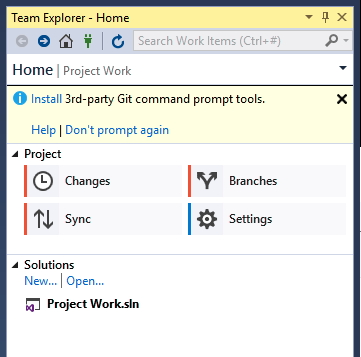 Team Explorer - Home
Search Work Items (Ctrl+#)
Home | Project Work
Install 3rd-party Git command prompt tools.
Help | Don't prompt again
Project
Changes
Branches
Sync
Settings
Solutions
New... | Open...
Project Work.sln